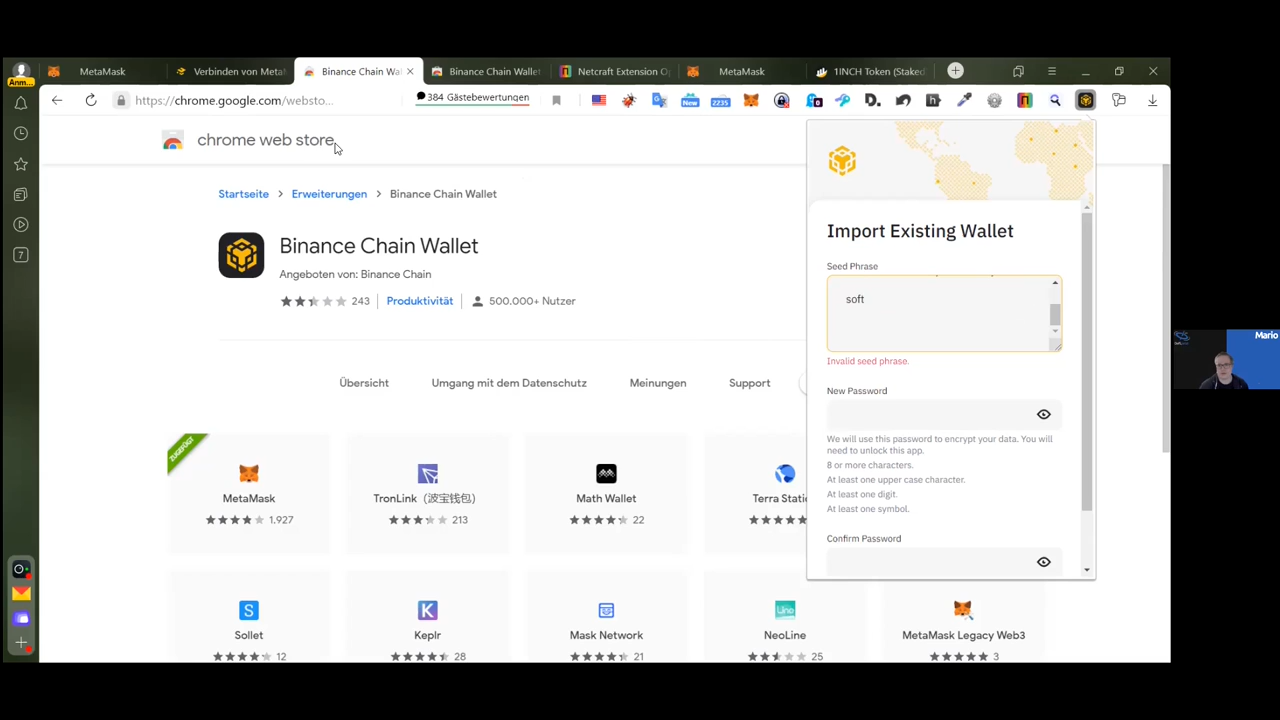 MetaMask
Verbinden von Meta
Binance Chain Wa
Binance Chain Wallet
Netcraft Extension O
MetaMask
1INCH Token (Staked
Anm...
https://chrome.google.com/websto...
384 Gästebewertungen
New
2235
chrome web store
Startseite
Erweiterungen
Binance Chain Wallet
Binance Chain Wallet
Angeboten von: Binance Chain
243
Produktivität
500.000+ Nutzer
Übersicht
Umgang mit dem Datenschutz
Meinungen
Support
ZUGEFÜGT
MetaMask
1.927
TronLink（波宝钱包）
213
Math Wallet
22
Terra Stati
Sollet
12
Keplr
28
Mask Network
21
NeoLine
25
MetaMask Legacy Web3
3
Import Existing Wallet
Seed Phrase
soft
Invalid seed phrase.
New Password
We will use this password to encrypt your data. You will
need to unlock this app.
8 or more characters.
At least one upper case character.
At least one digit.
At least one symbol.
Confirm Password
7
Mario